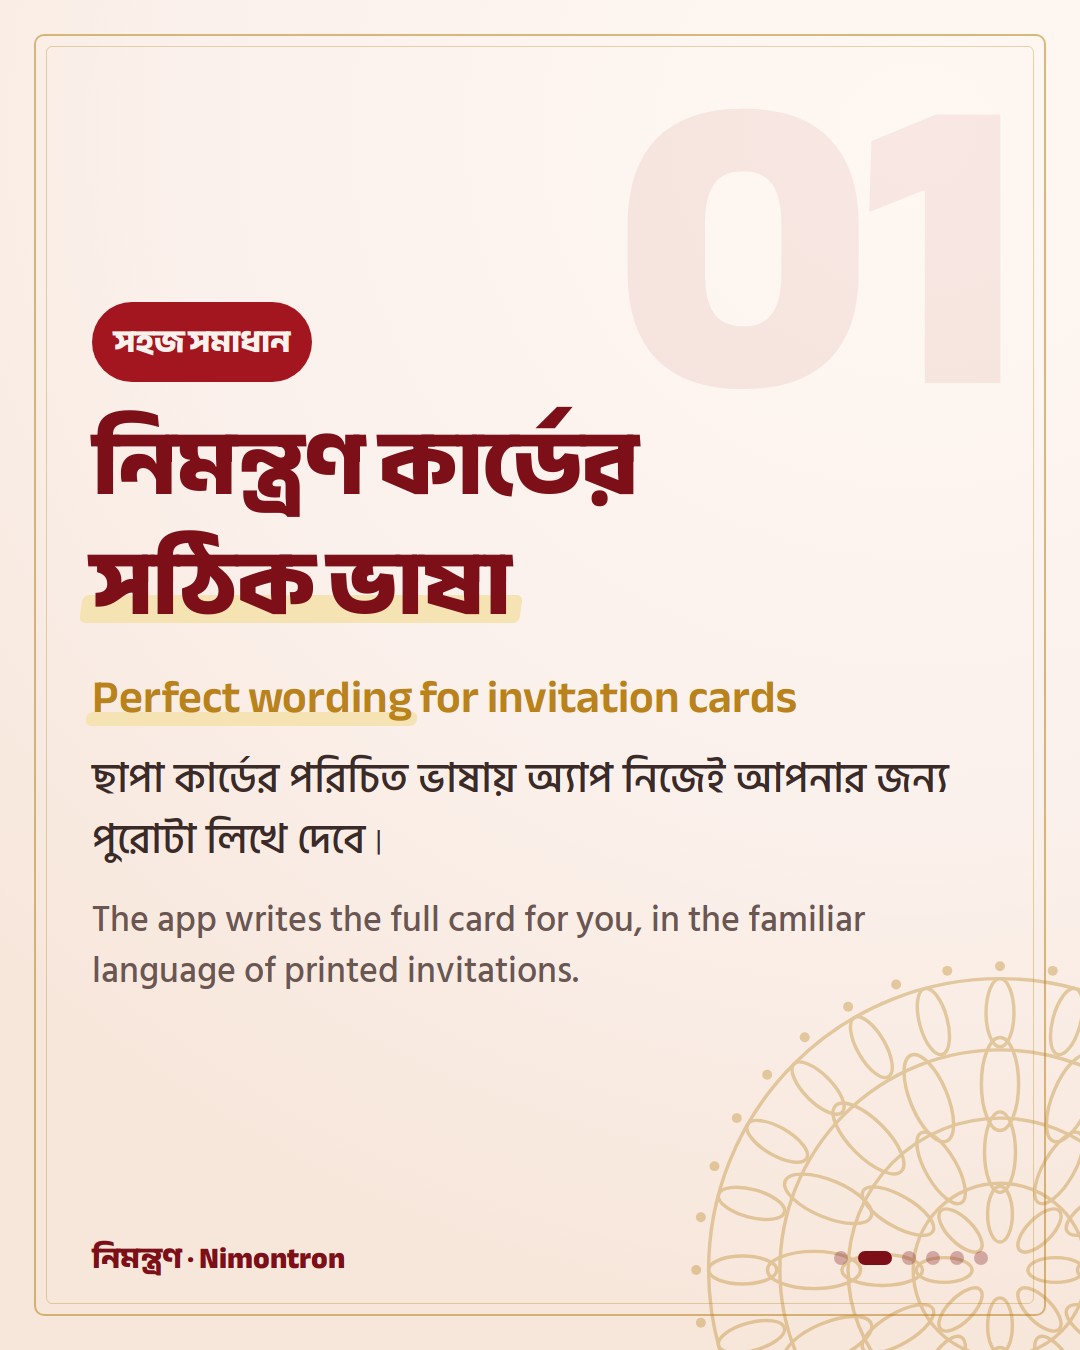 01
সহজ সমাধান
নিমন্ত্রণ কার্ডের
সঠিক ভাষা
Perfect wording for invitation cards
ছাপা কার্ডের পরিচিত ভাষায় অ্যাপ নিজেই আপনার জন্য
পুরোটা লিখে দেবে।
The app writes the full card for you, in the familiar
language of printed invitations.
নিমন্ত্রণ · Nimontron